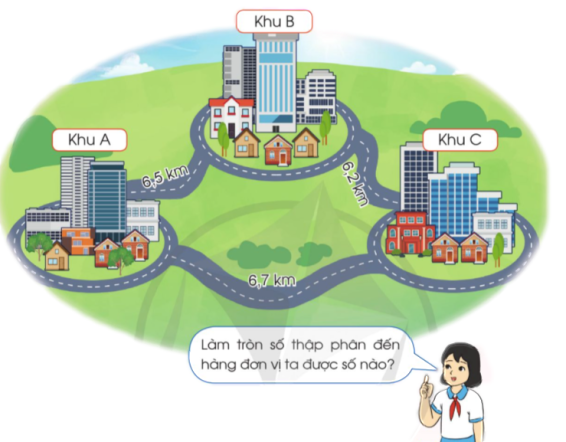 Khu B
Khu A
Khu C
6,5 km
6,2 km
6,7 km
Làm tròn số thập phân đến
hàng đơn vị ta được số nào?